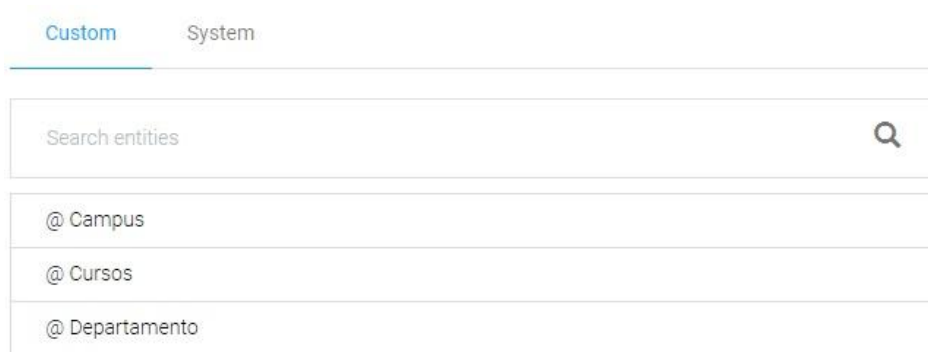 Custom System
Search entities
@ Campus
@ Cursos
@ Departamento